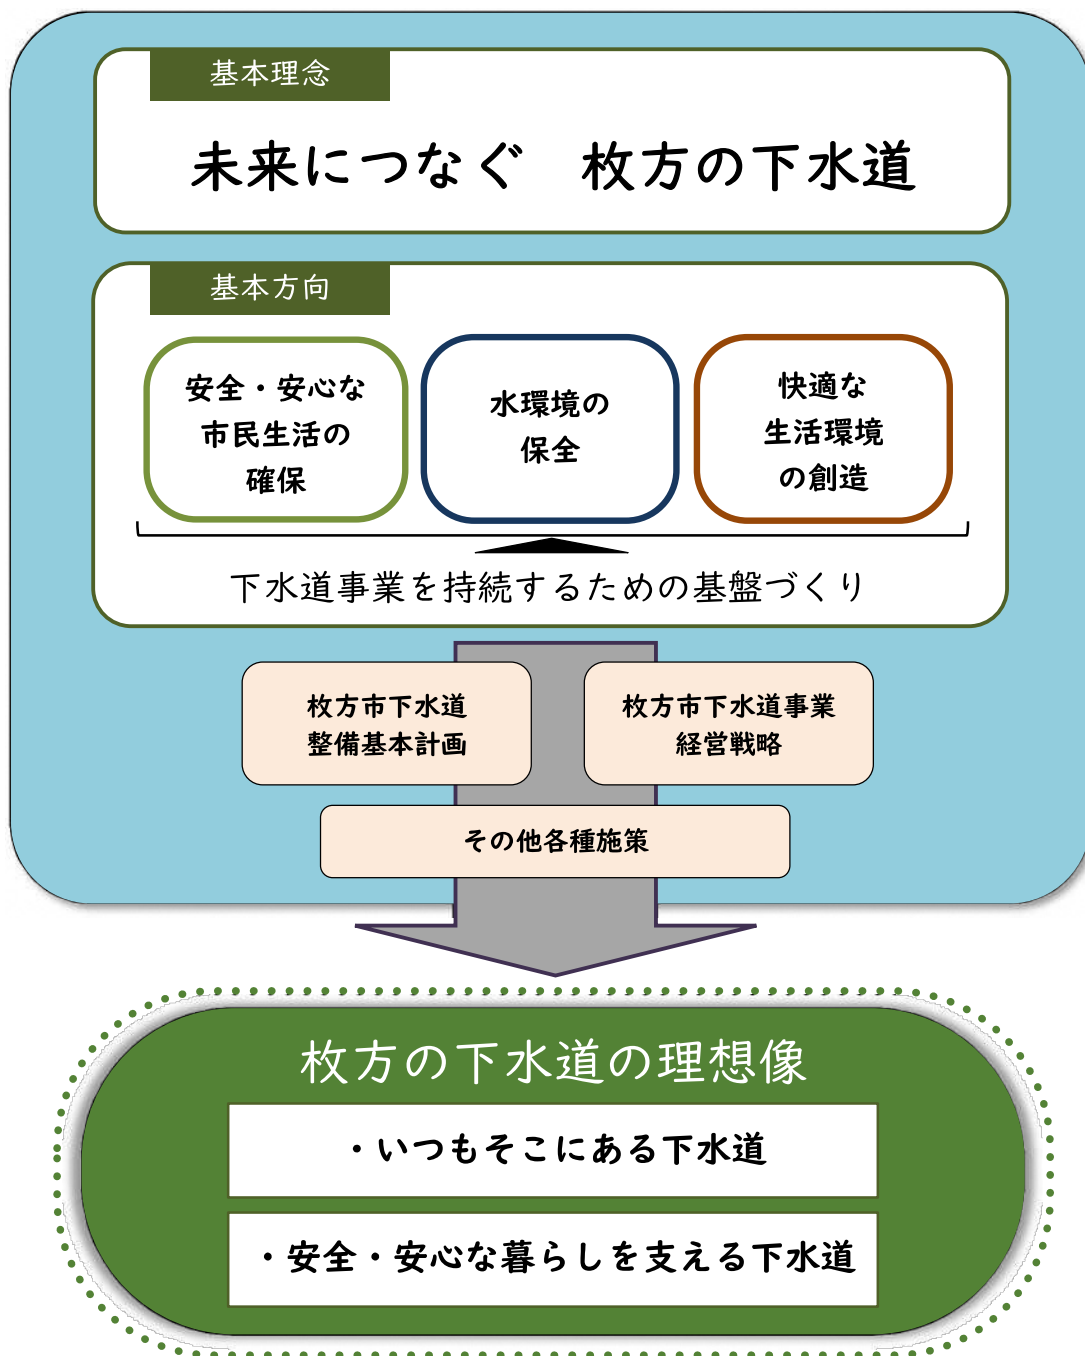 基本理念
未来につなぐ　枚方の下水道
基本方向
安全・安心な
市民生活の
確保
水環境の
保全
快適な
生活環境
の創造
下水道事業を持続するための基盤づくり
枚方市下水道
整備基本計画
枚方市下水道事業
経営戦略
その他各種施策
枚方の下水道の理想像
・いつもそこにある下水道
・安全・安心な暮らしを支える下水道